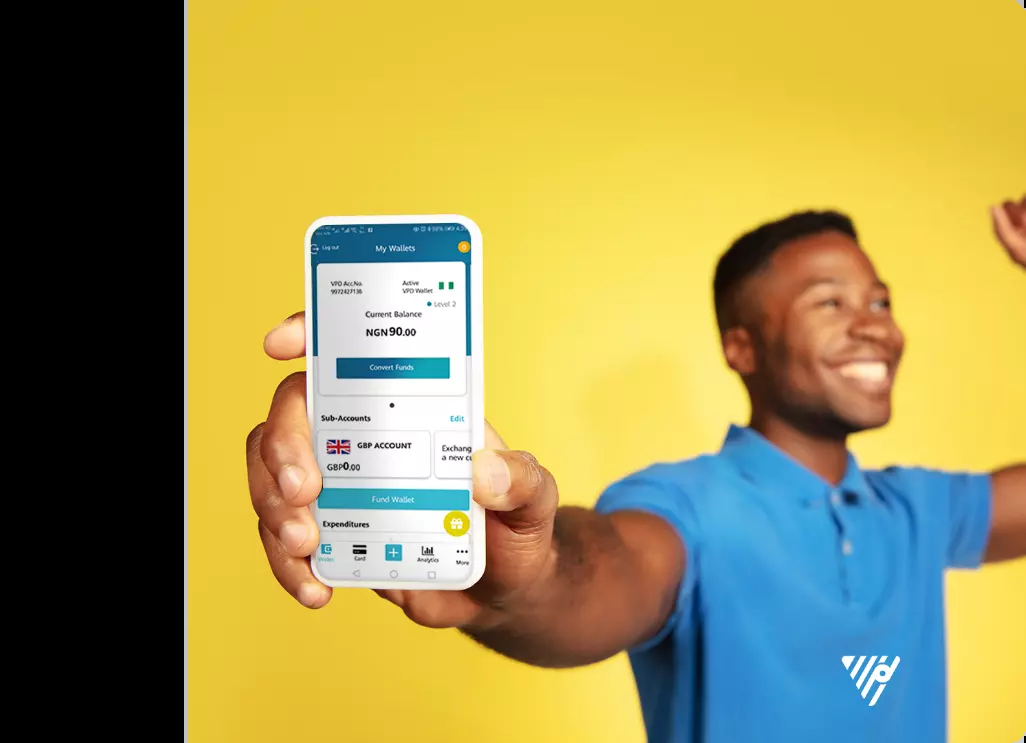 Log out
My Wallets
VPD Acc.No.
9972427136
Active
VPD Wallet
Level 2
Current Balance
NGN90.00
Convert Funds
Sub-Accounts
Edit
GBP ACCOUNT
GBP0.00
Exchang
a new cu
Fund Wallet
Expenditures
Card
Analytics
More